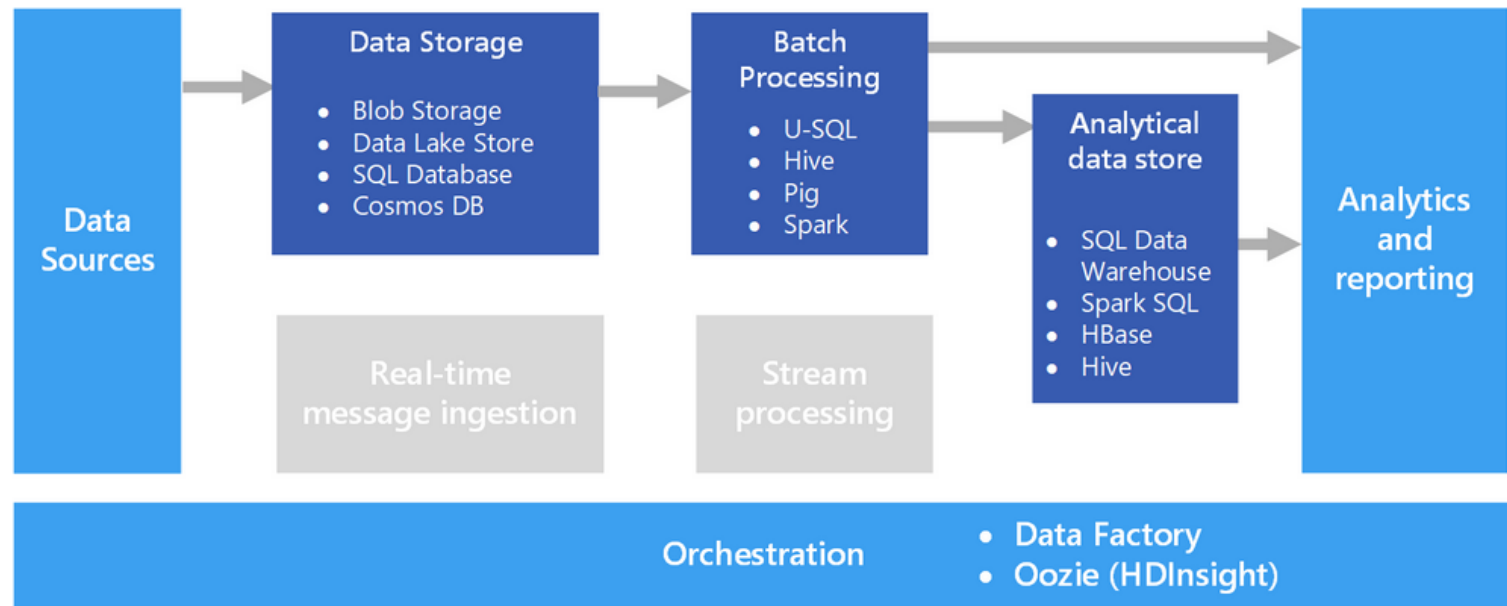 Data
Sources
Data Storage
● Blob Storage
● Data Lake Store
● SQL Database
● Cosmos DB
Batch
Processing
● U-SQL
● Hive
● Pig
● Spark
Analytical
data store
● SQL Data
Warehouse
● Spark SQL
● HBase
● Hive
Analytics
and
reporting
Real-time
message ingestion
Stream
processing
Orchestration
● Data Factory
● Oozie (HDInsight)